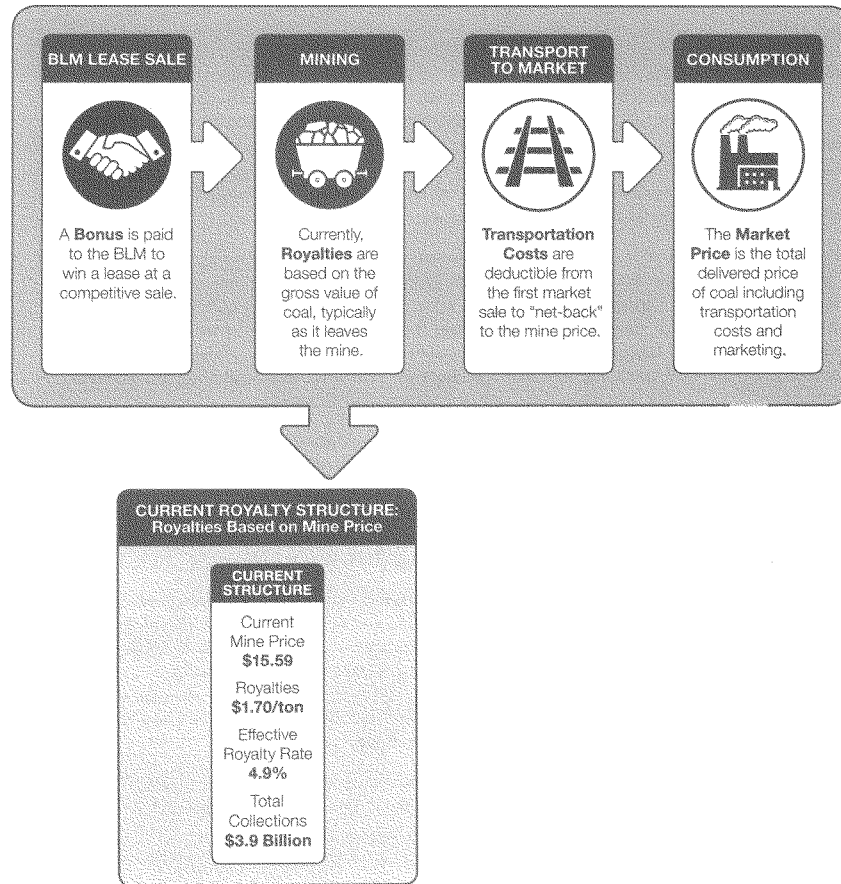 BLM LEASE SALE
A Bonus is paid
to the BLM to
win a lease at a
competitive sale.
MINING
Currently,
Royalties are
based on the
gross value of
coal, typically
as it leaves
the mine.
TRANSPORT
TO MARKET
Transportation
Costs are
deductible from
the first market
sale to "net-back"
to the mine price.
CONSUMPTION
The Market
Price is the total
delivered price
of coal including
transportation
costs and
marketing.
CURRENT ROYALTY STRUCTURE:
Royalties Based on Mine Price
CURRENT
STRUCTURE
Current
Mine Price
$15.59
Royalties
$1.70/ton
Effective
Royalty Rate
4.9%
Total
Collections
$3.9 Billion